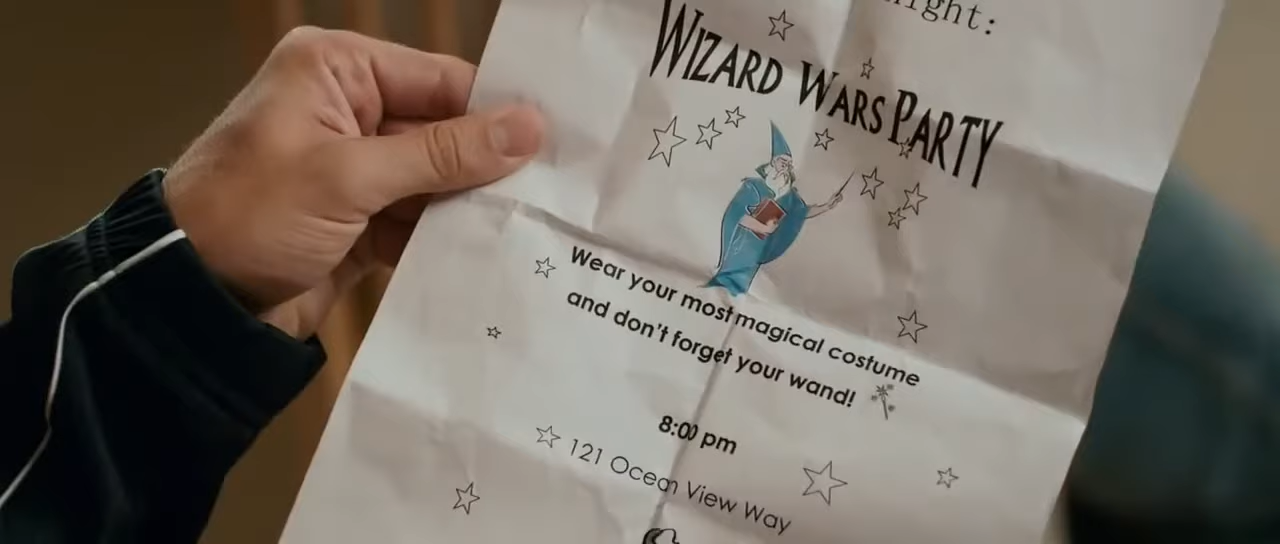 WIZARD WARS PARTY
Wear your most magical costume
and don't forget your wand!
8:00 pm
121 Ocean View Way